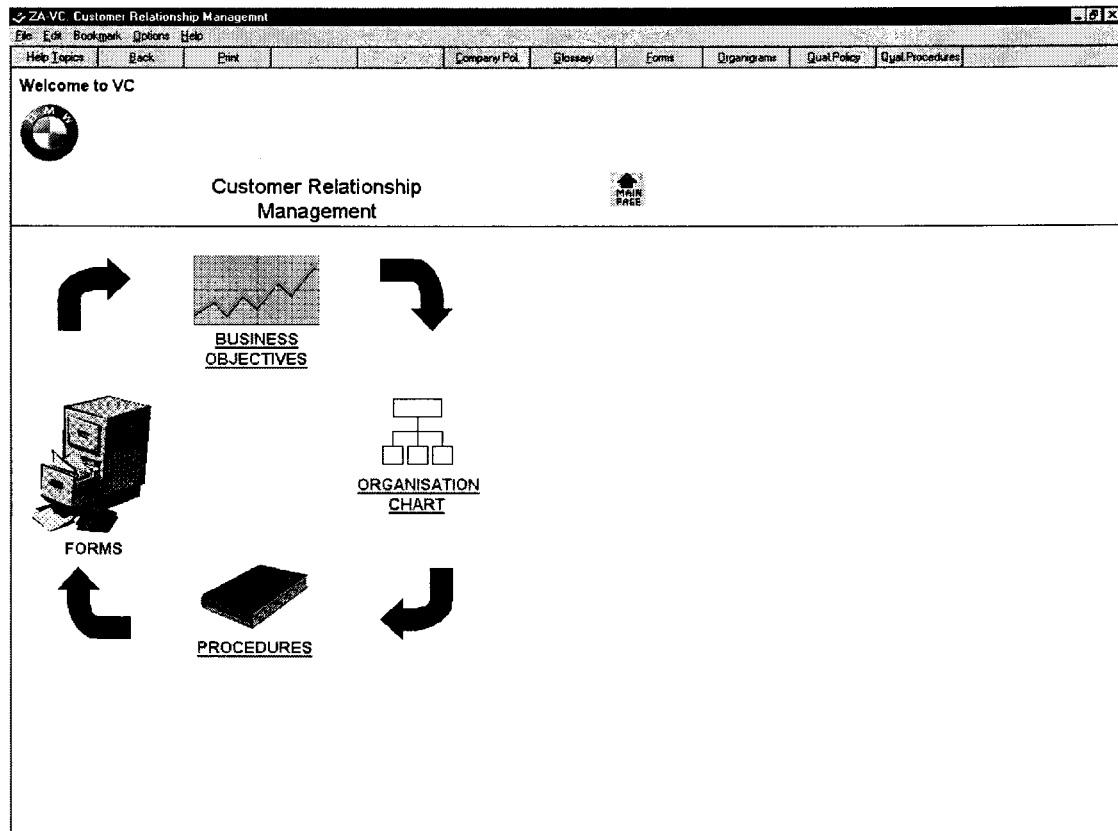 ZA-VC. Customer Relationship Managemnt
File Edit Bookmark Options Help
Help Topics Back Print Company Pol. Glossary Forms Organigrams Qual.Policy Qual.Procedures
Welcome to VC
BMW
Customer Relationship
Management
MAIN
PAGE
BUSINESS
OBJECTIVES
ORGANISATION
CHART
FORMS
PROCEDURES